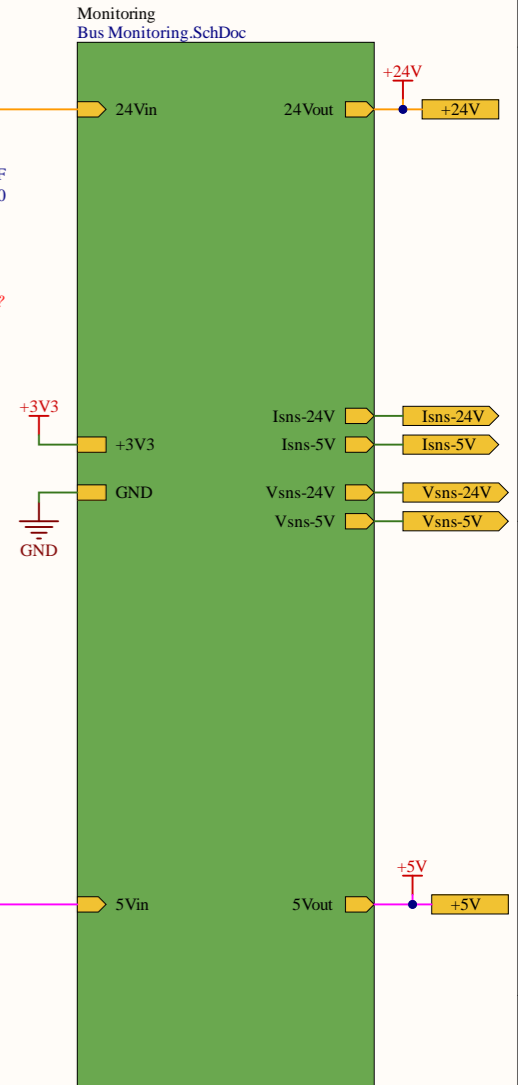 Monitoring
Bus Monitoring.SchDoc
+24V
24Vin
24Vout
+24V
F
0
?
+3V3
Isns-24V
Isns-24V
+3V3
Isns-5V
Isns-5V
GND
Vsns-24V
Vsns-24V
Vsns-5V
Vsns-5V
GND
+5V
5Vin
5Vout
+5V